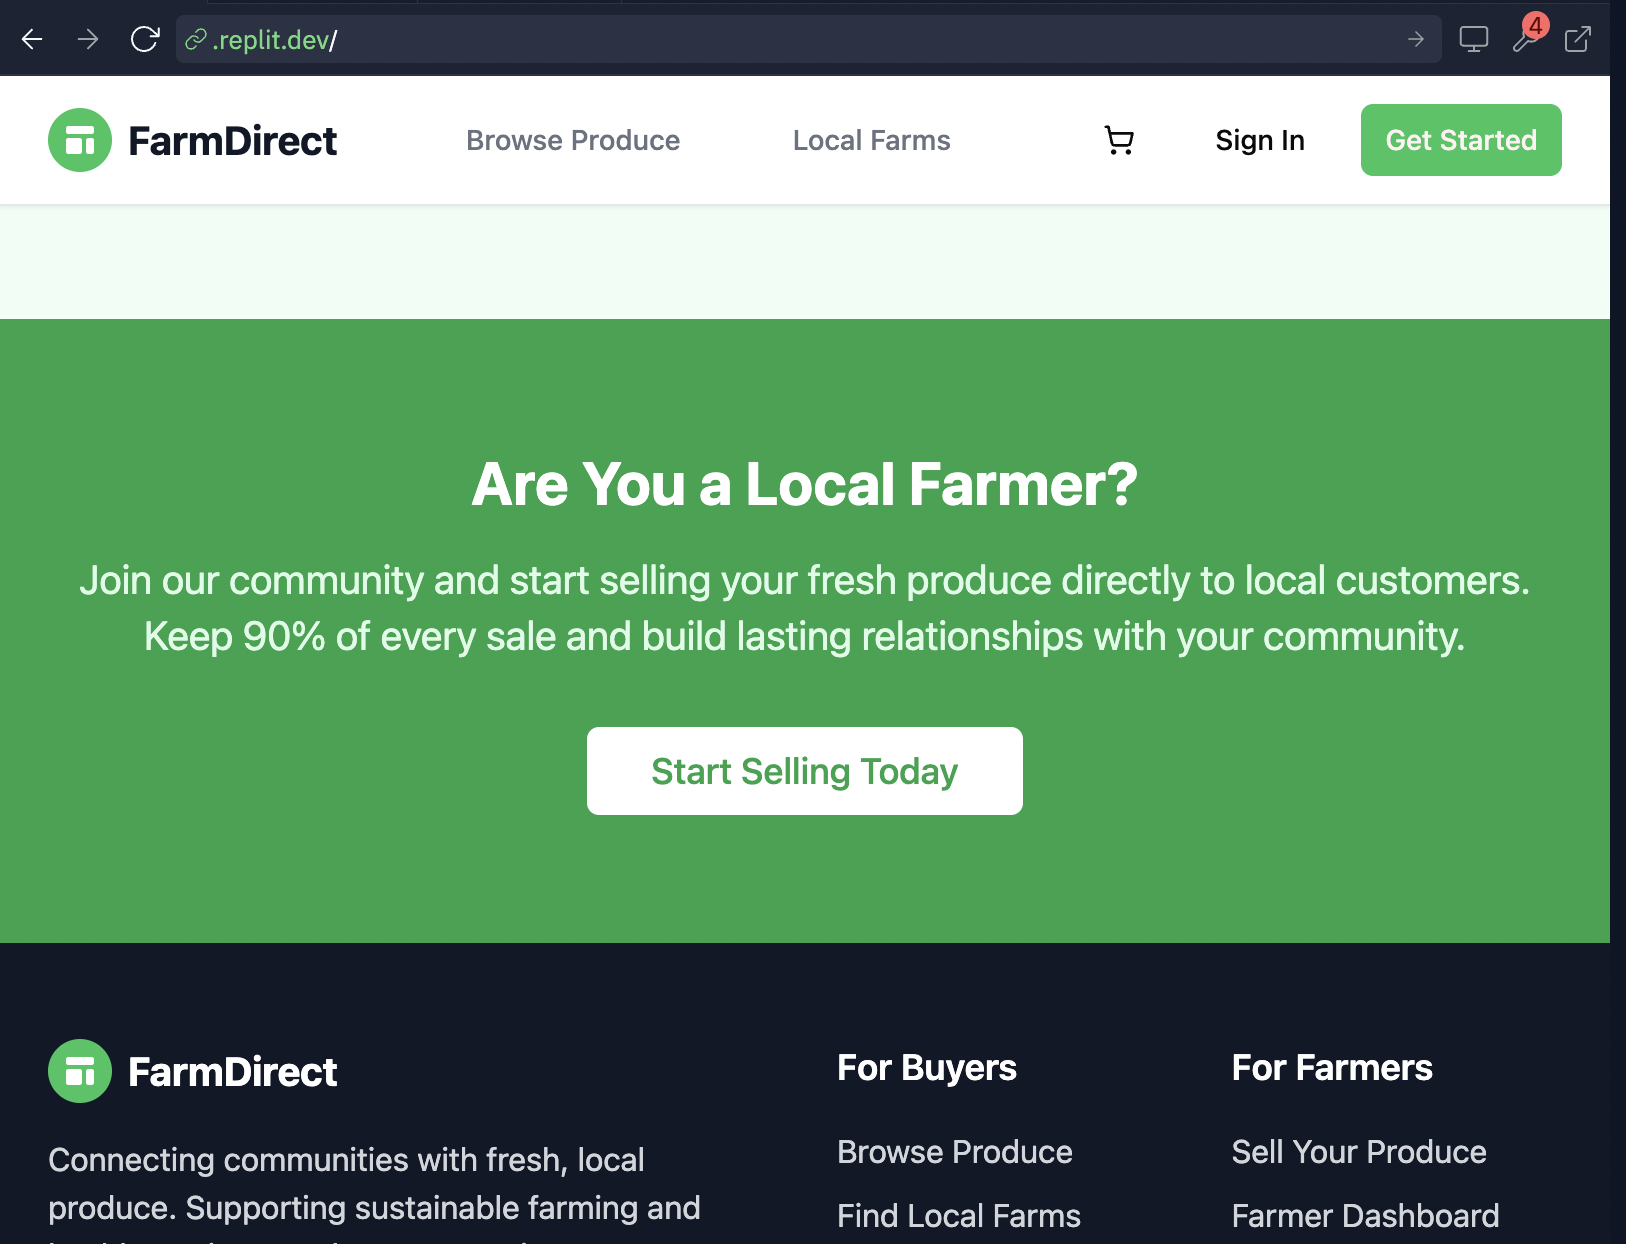 .replit.dev/
4
FarmDirect
Browse Produce
Local Farms
Sign In
Get Started
Are You a Local Farmer?
Join our community and start selling your fresh produce directly to local customers.
Keep 90% of every sale and build lasting relationships with your community.
Start Selling Today
FarmDirect
Connecting communities with fresh, local
produce. Supporting sustainable farming and
For Buyers
Browse Produce
Find Local Farms
For Farmers
Sell Your Produce
Farmer Dashboard